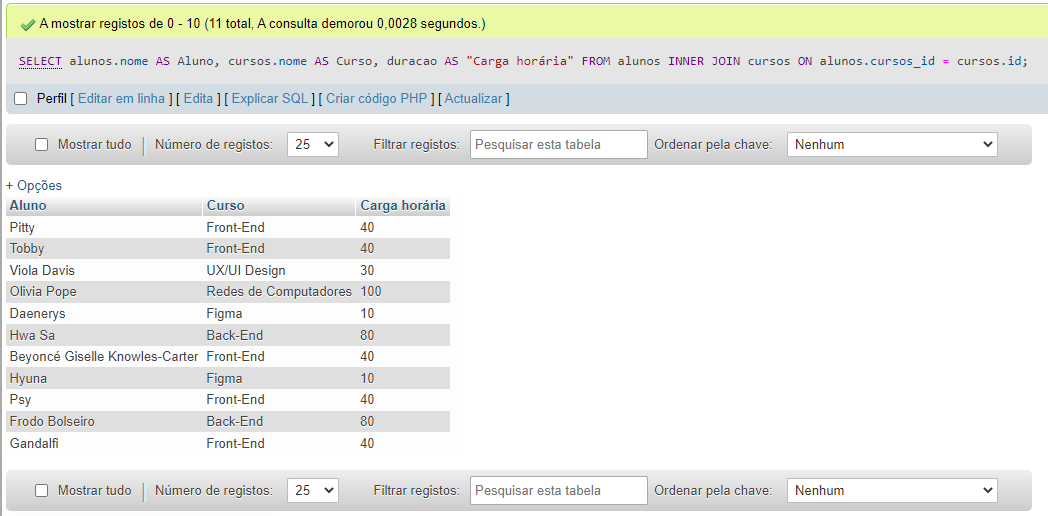 A mostrar registos de 0 - 10 (11 total, A consulta demorou 0,0028 segundos.)
SELECT alunos.nome AS Aluno, cursos.nome AS Curso, duracao AS "Carga horária" FROM alunos INNER JOIN cursos ON alunos.cursos_id = cursos.id;
Perfil [ Editar em linha ] [ Edita ] [ Explicar SQL ] [ Criar código PHP ] [ Actualizar ]
Mostrar tudo | Número de registos: 25 Filtrar registos: Pesquisar esta tabela Ordenar pela chave: Nenhum
+ Opções
Aluno Curso Carga horária
Pitty Front-End 40
Tobby Front-End 40
Viola Davis UX/UI Design 30
Olivia Pope Redes de Computadores 100
Daenerys Figma 10
Hwa Sa Back-End 80
Beyoncé Giselle Knowles-Carter Front-End 40
Hyuna Figma 10
Psy Front-End 40
Frodo Bolseiro Back-End 80
Gandalfi Front-End 40
Mostrar tudo | Número de registos: 25 Filtrar registos: Pesquisar esta tabela Ordenar pela chave: Nenhum